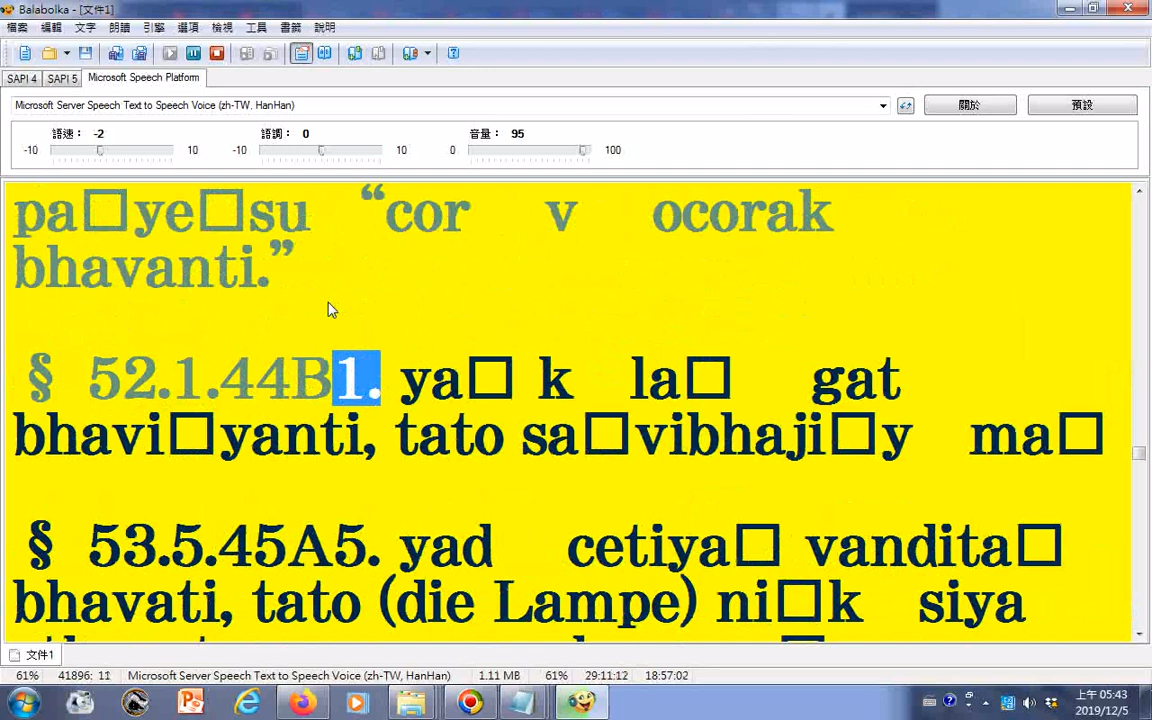 Balabolka - [文件1]
檔案 編輯 文字 朗讀 引擎 選項 檢視 工具 書籤 說明
SAPI 4 SAPI 5 Microsoft Speech Platform
Microsoft Server Speech Text to Speech Voice (zh-TW, HanHan) 關於 預設
語速： -2 語調： 0 音量： 95
-10 10 -10 10 0 100
pa□ye□su “cor v ocorak
bhavanti.”
§ 52.1.44B1. ya□ k la□ gat
bhavi□yanti, tato sa□vibhaji□y ma□
§ 53.5.45A5. yad cetiya□ vandita□
bhavati, tato (die Lampe) ni□k siya
文件1
61% 41896: 11 Microsoft Server Speech Text to Speech Voice (zh-TW, HanHan) 1.11 MB 61% 29:11:12 18:57:02
上午 05:43
2019/12/5